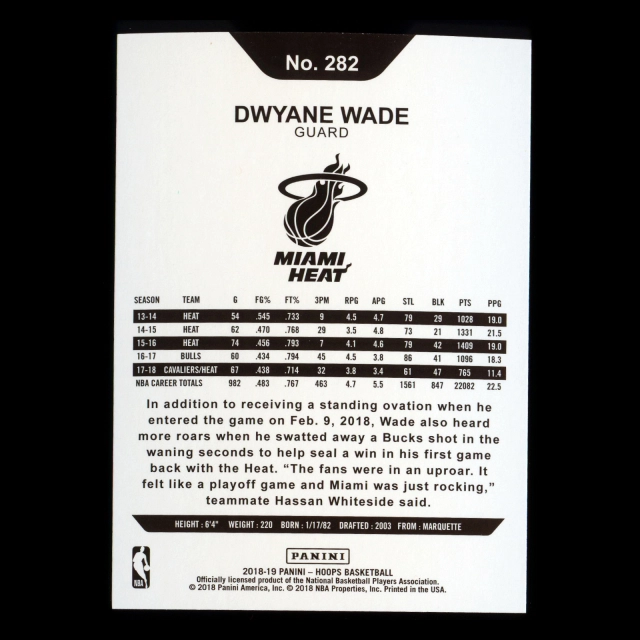 No. 282
DWYANE WADE
GUARD
MIAMI
HEAT
SEASON TEAM G FG% FT% 3PM RPG APG STL BLK PTS PPG
13-14 HEAT 54 .545 .733 9 4.5 4.7 79 29 1028 19.0
14-15 HEAT 62 .470 .768 29 3.5 4.8 73 21 1331 21.5
15-16 HEAT 74 .456 .793 7 4.1 4.6 79 42 1409 19.0
16-17 BULLS 60 .434 .794 45 4.5 3.8 86 41 1096 18.3
17-18 CAVALIERS/HEAT 67 .438 .714 32 3.8 3.4 61 47 765 11.4
NBA CAREER TOTALS 982 .483 .767 463 4.7 5.5 1561 847 22082 22.5
In addition to receiving a standing ovation when he
entered the game on Feb. 9, 2018, Wade also heard
more roars when he swatted away a Bucks shot in the
waning seconds to help seal a win in his first game
back with the Heat. “The fans were in an uproar. It
felt like a playoff game and Miami was just rocking,”
teammate Hassan Whiteside said.
HEIGHT: 6'4" WEIGHT: 220 BORN: 1/17/82 DRAFTED: 2003 FROM: MARQUETTE
PANINI
NBA
2018-19 PANINI – HOOPS BASKETBALL
Officially licensed product of the National Basketball Players Association.
© 2018 Panini America, Inc. © 2018 NBA Properties, Inc. Printed in the USA.